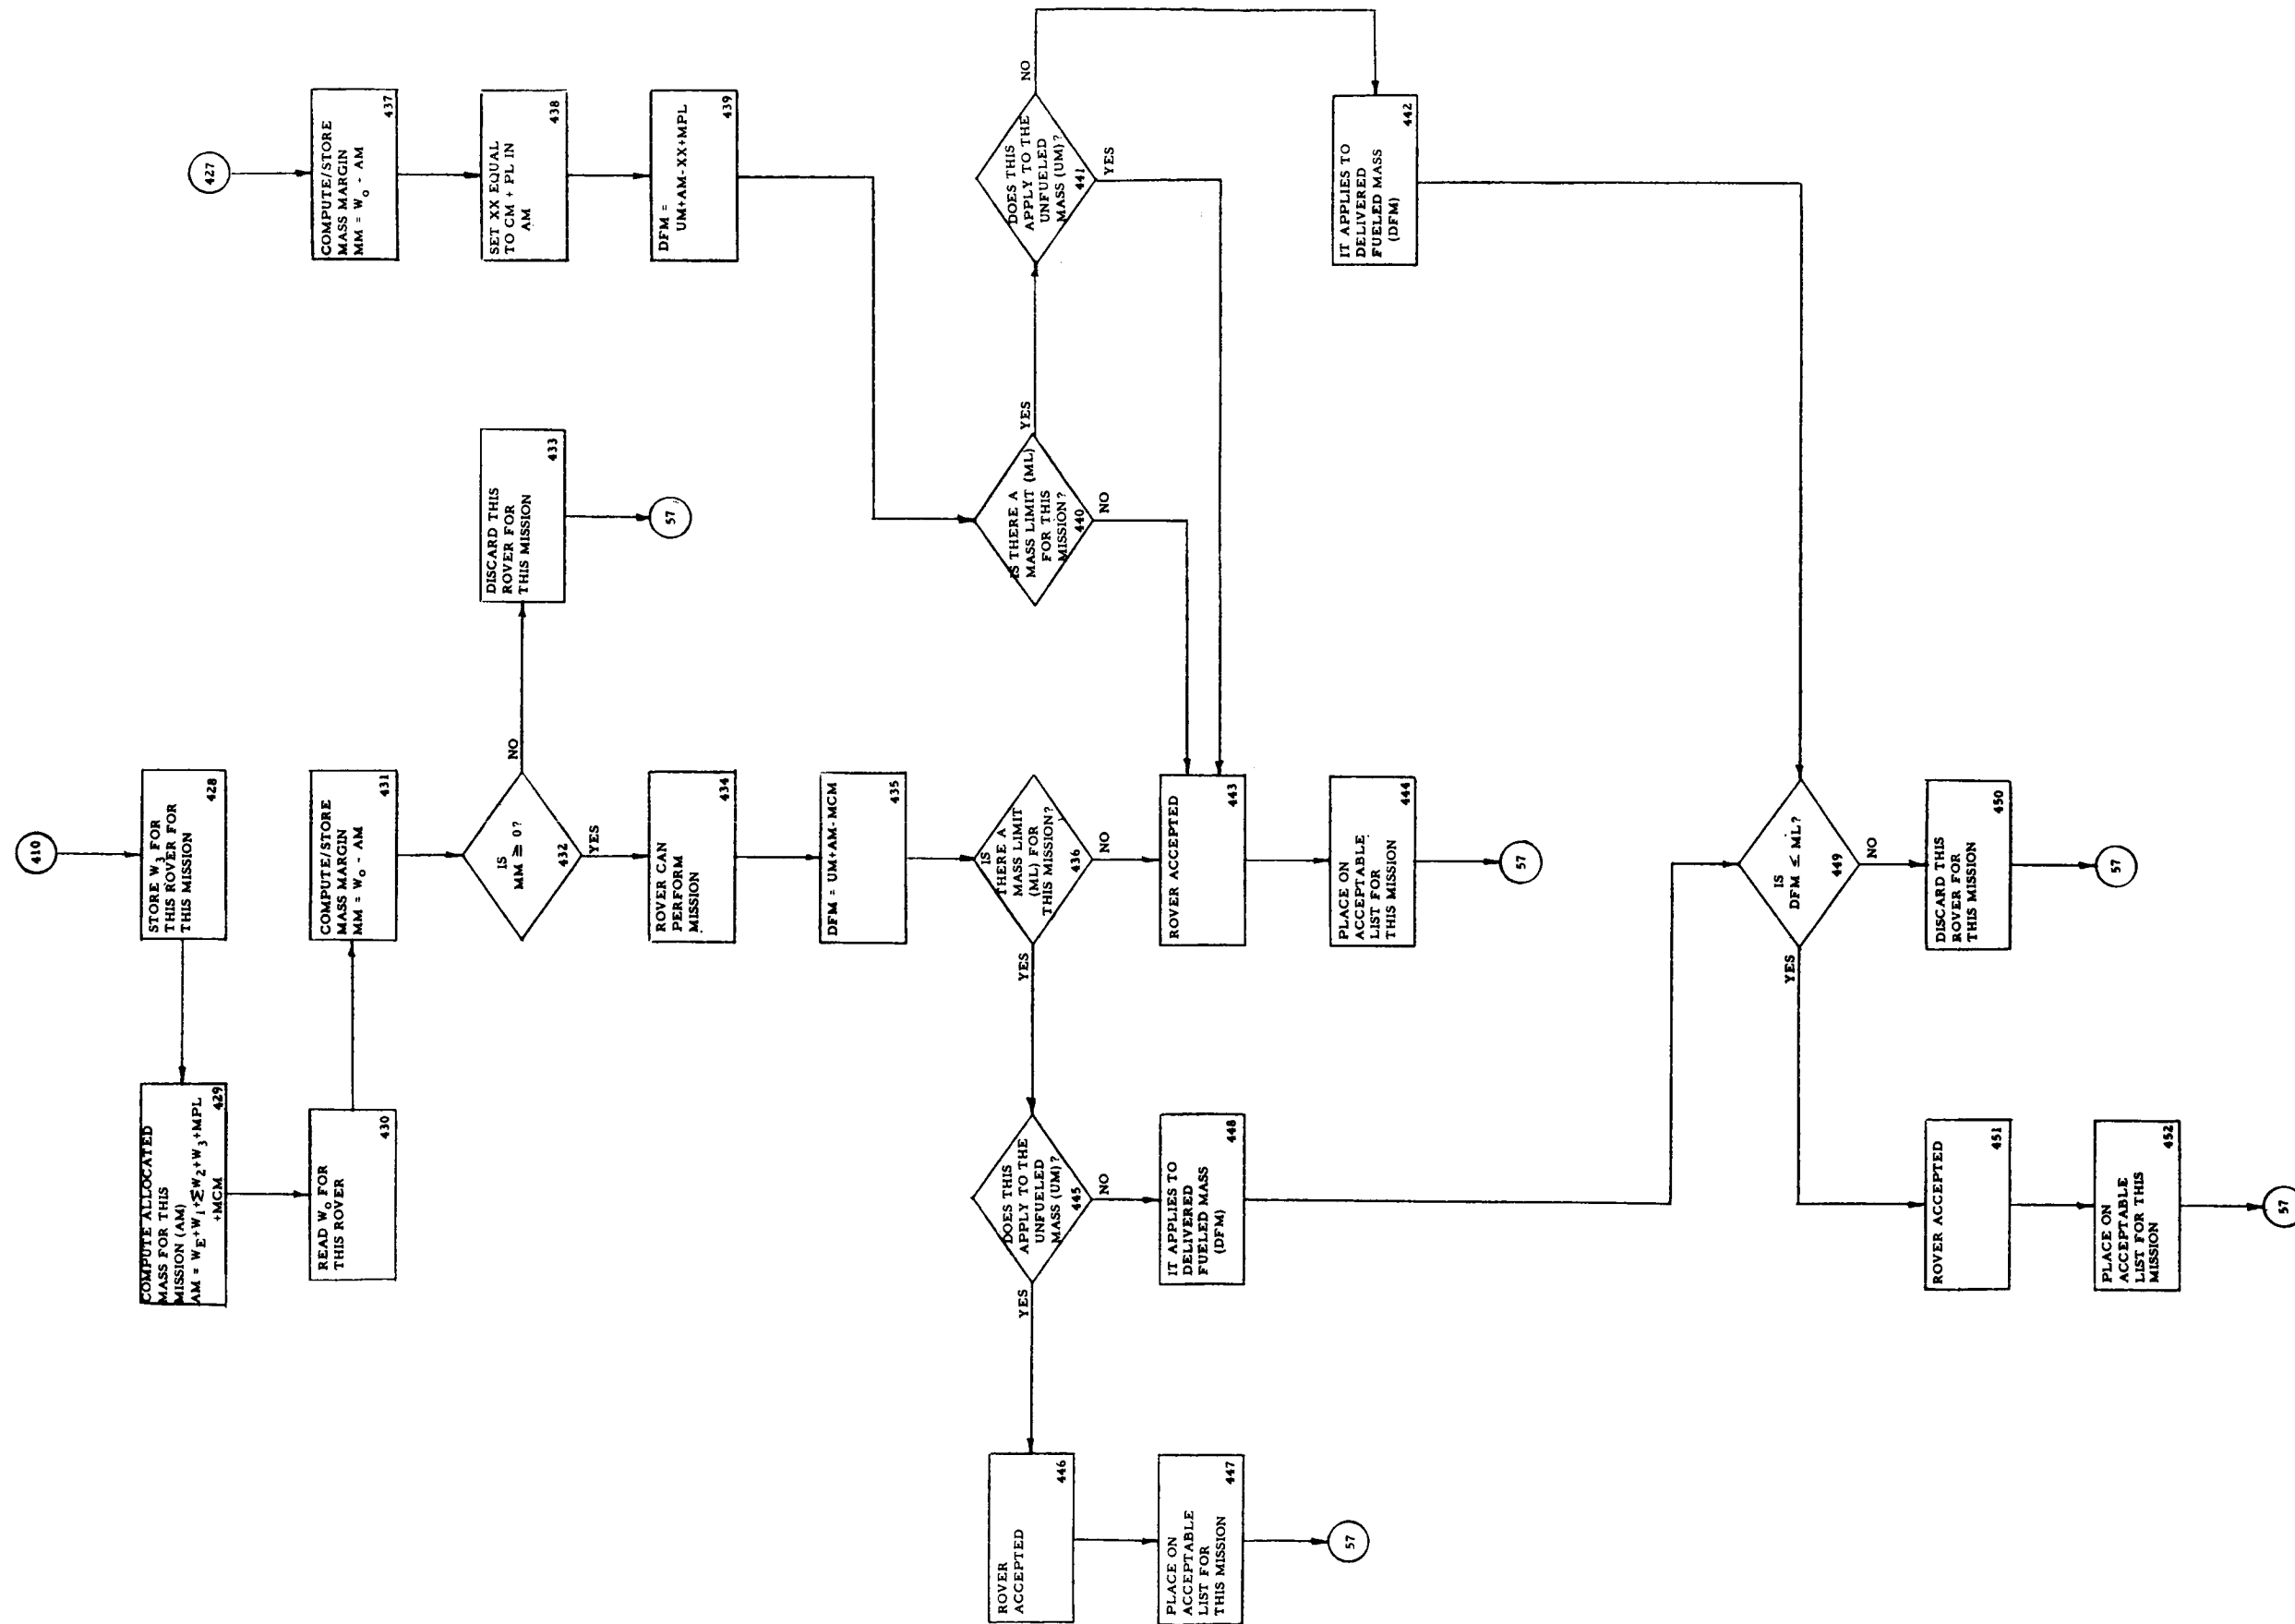 410
STORE W3 FOR
THIS ROVER FOR
THIS MISSION
428
COMPUTE ALLOCATED
MASS FOR THIS
MISSION (AM)
AM = WE+W1+ΣW2+W3+MPL
+MCM
429
READ Wo FOR
THIS ROVER
430
COMPUTE/STORE
MASS MARGIN
MM = Wo - AM
431
IS
MM ≧ 0?
432
NO
YES
DISCARD THIS
ROVER FOR
THIS MISSION
433
57
ROVER CAN
PERFORM
MISSION
434
DFM = UM+AM-MCM
435
IS
THERE A
MASS LIMIT
(ML) FOR
THIS MISSION?
436
YES
NO
427
COMPUTE/STORE
MASS MARGIN
MM = Wo - AM
437
SET XX EQUAL
TO CM + PL IN
AM
438
DFM =
UM+AM-XX+MPL
439
IS THERE A
MASS LIMIT (ML)
FOR THIS
MISSION?
440
YES
NO
DOES THIS
APPLY TO THE
UNFUELED
MASS (UM)?
441
NO
YES
IT APPLIES TO
DELIVERED
FUELED MASS
(DFM)
442
ROVER ACCEPTED
443
PLACE ON
ACCEPTABLE
LIST FOR
THIS MISSION
444
57
DOES THIS
APPLY TO THE
UNFUELED
MASS (UM)?
445
YES
NO
ROVER
ACCEPTED
446
PLACE ON
ACCEPTABLE
LIST FOR
THIS MISSION
447
57
IT APPLIES TO
DELIVERED
FUELED MASS
(DFM)
448
IS
DFM ≤ ML?
449
YES
NO
DISCARD THIS
ROVER FOR
THIS MISSION
450
57
ROVER ACCEPTED
451
PLACE ON
ACCEPTABLE
LIST FOR THIS
MISSION
452
57